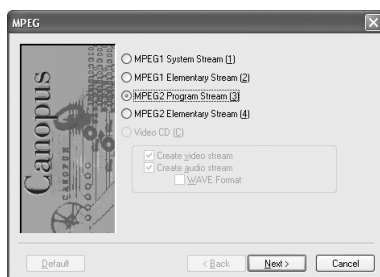 MPEG
Canopus
MPEG1 System Stream (1)
MPEG1 Elementary Stream (2)
MPEG2 Program Stream (3)
MPEG2 Elementary Stream (4)
Video CD (C)
Create video stream
Create audio stream
WAVE Format
Default
< Back
Next >
Cancel